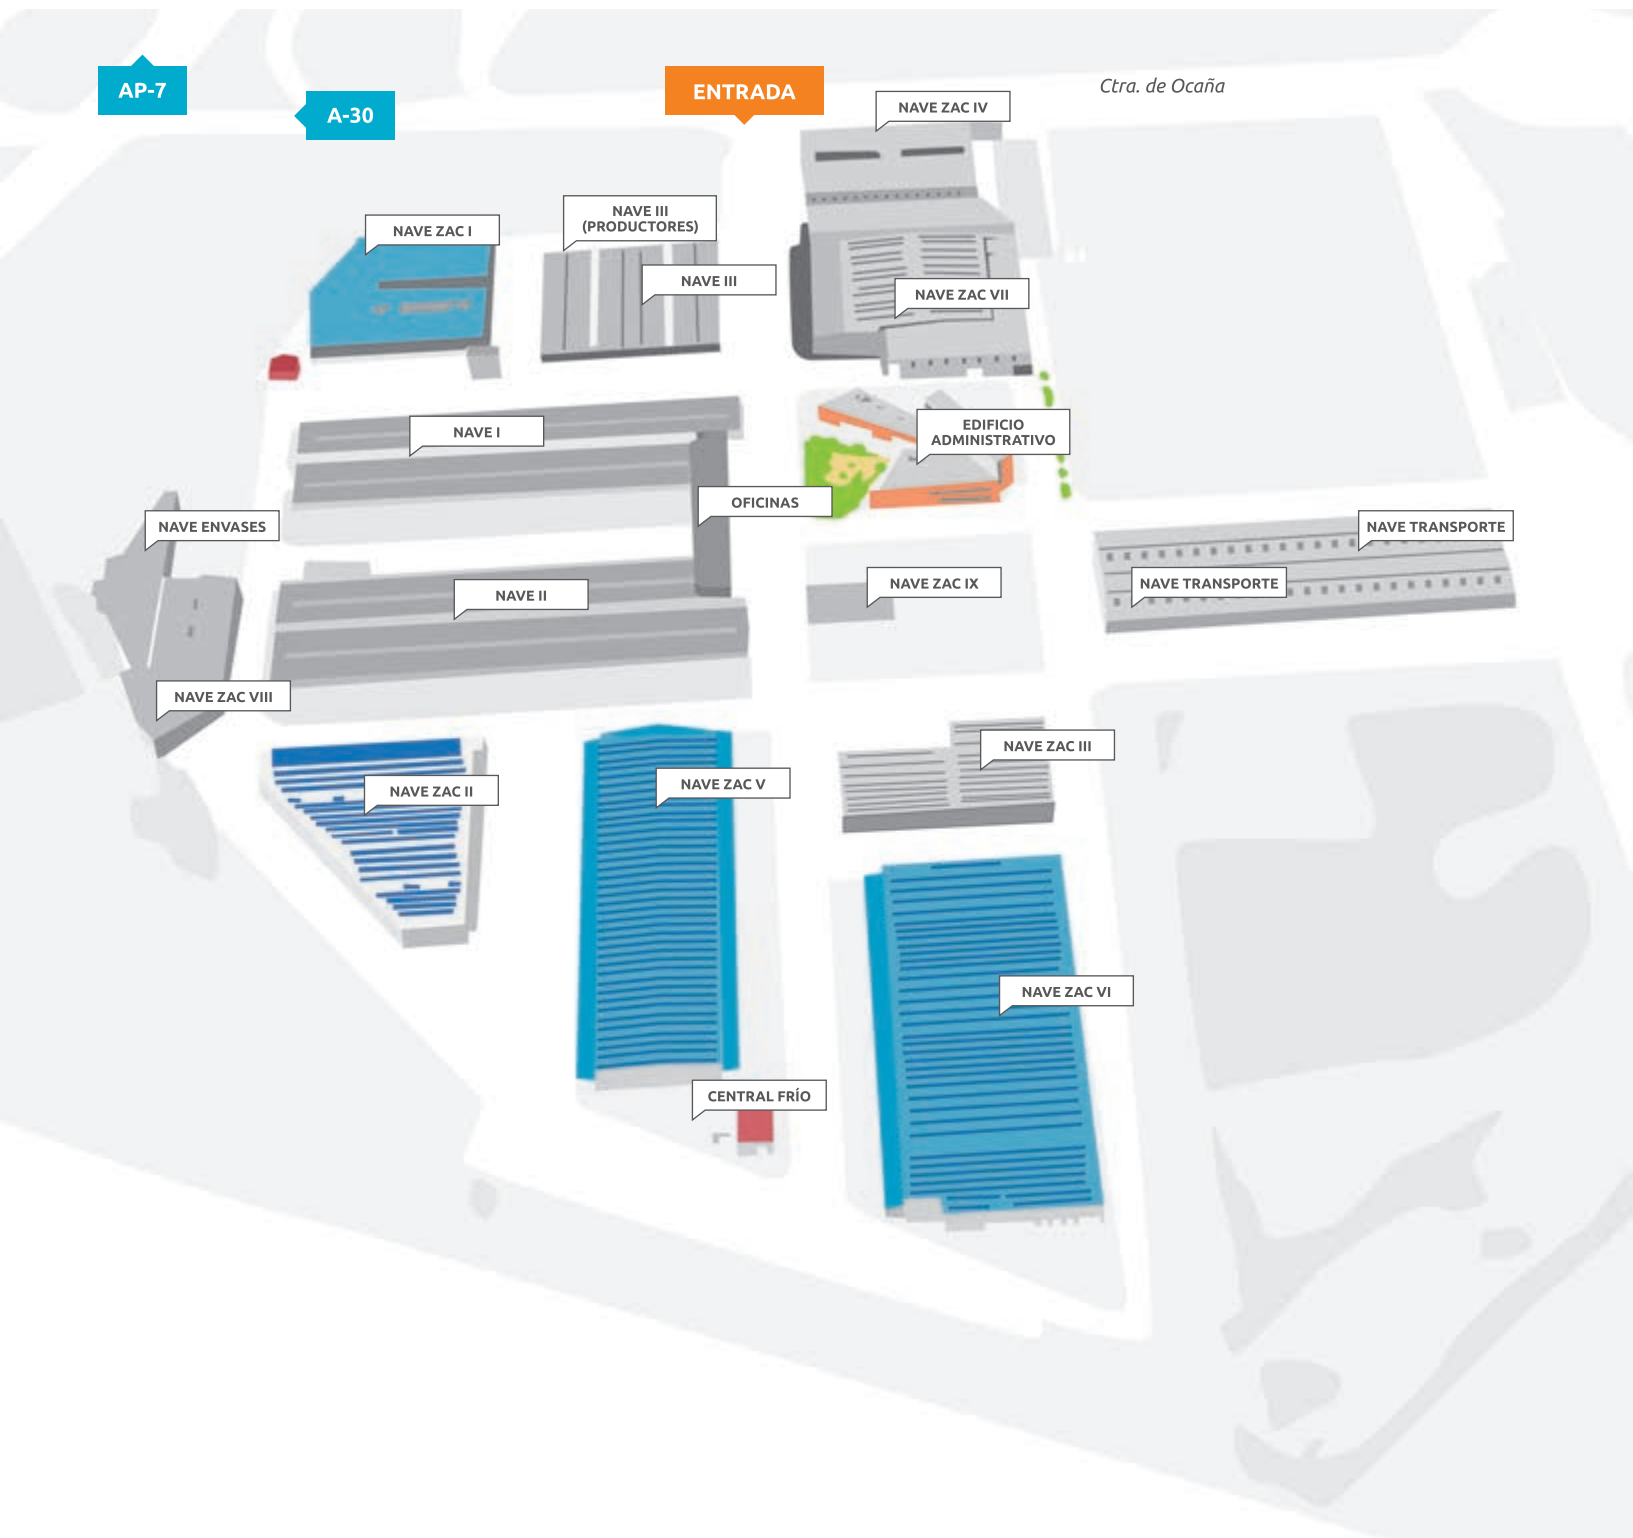 AP-7
A-30
ENTRADA
Ctra. de Ocaña
NAVE ZAC IV
NAVE III
(PRODUCTORES)
NAVE ZAC I
NAVE III
NAVE ZAC VII
NAVE I
EDIFICIO
ADMINISTRATIVO
OFICINAS
NAVE ENVASES
NAVE TRANSPORTE
NAVE TRANSPORTE
NAVE ZAC IX
NAVE II
NAVE ZAC VIII
NAVE ZAC III
NAVE ZAC V
NAVE ZAC II
NAVE ZAC VI
CENTRAL FRÍO